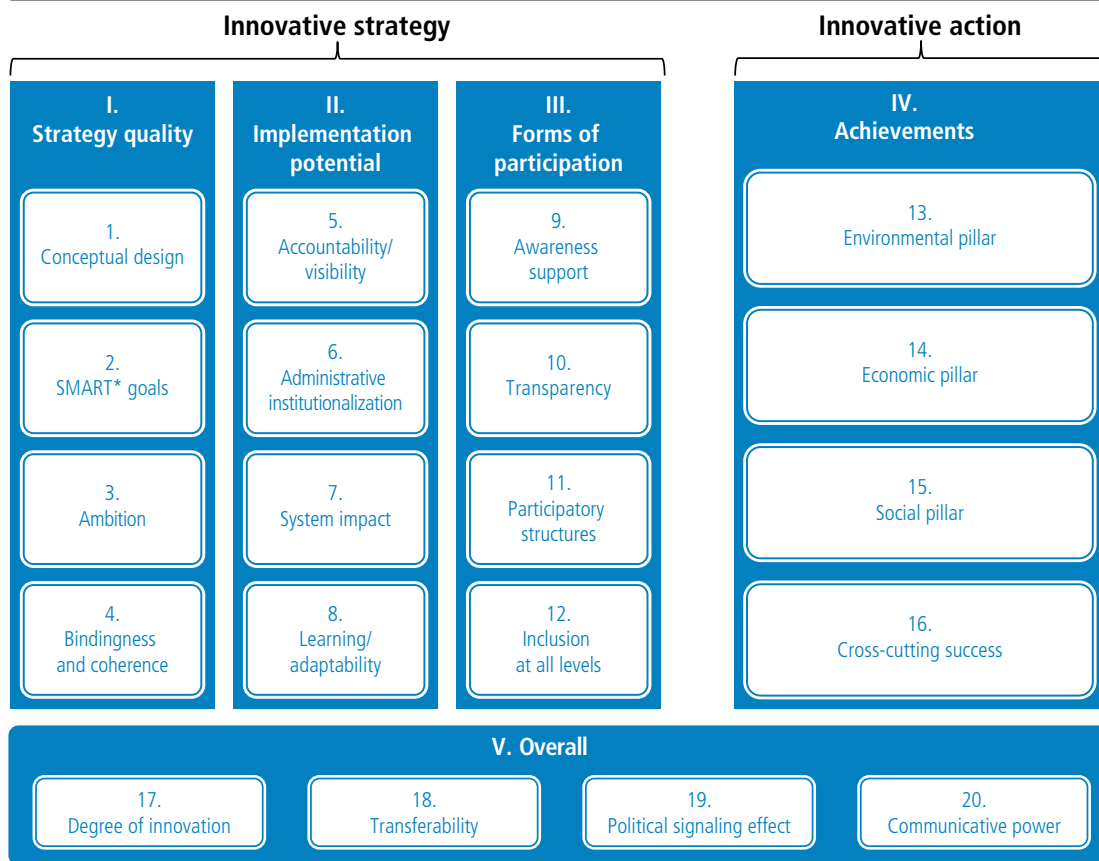 Innovative strategy
Innovative action
I.
Strategy quality
1.
Conceptual design
2.
SMART* goals
3.
Ambition
4.
Bindingness
and coherence
II.
Implementation
potential
5.
Accountability/
visibility
6.
Administrative
institutionalization
7.
System impact
8.
Learning/
adaptability
III.
Forms of
participation
9.
Awareness
support
10.
Transparency
11.
Participatory
structures
12.
Inclusion
at all levels
IV.
Achievements
13.
Environmental pillar
14.
Economic pillar
15.
Social pillar
16.
Cross-cutting success
V. Overall
17.
Degree of innovation
18.
Transferability
19.
Political signaling effect
20.
Communicative power